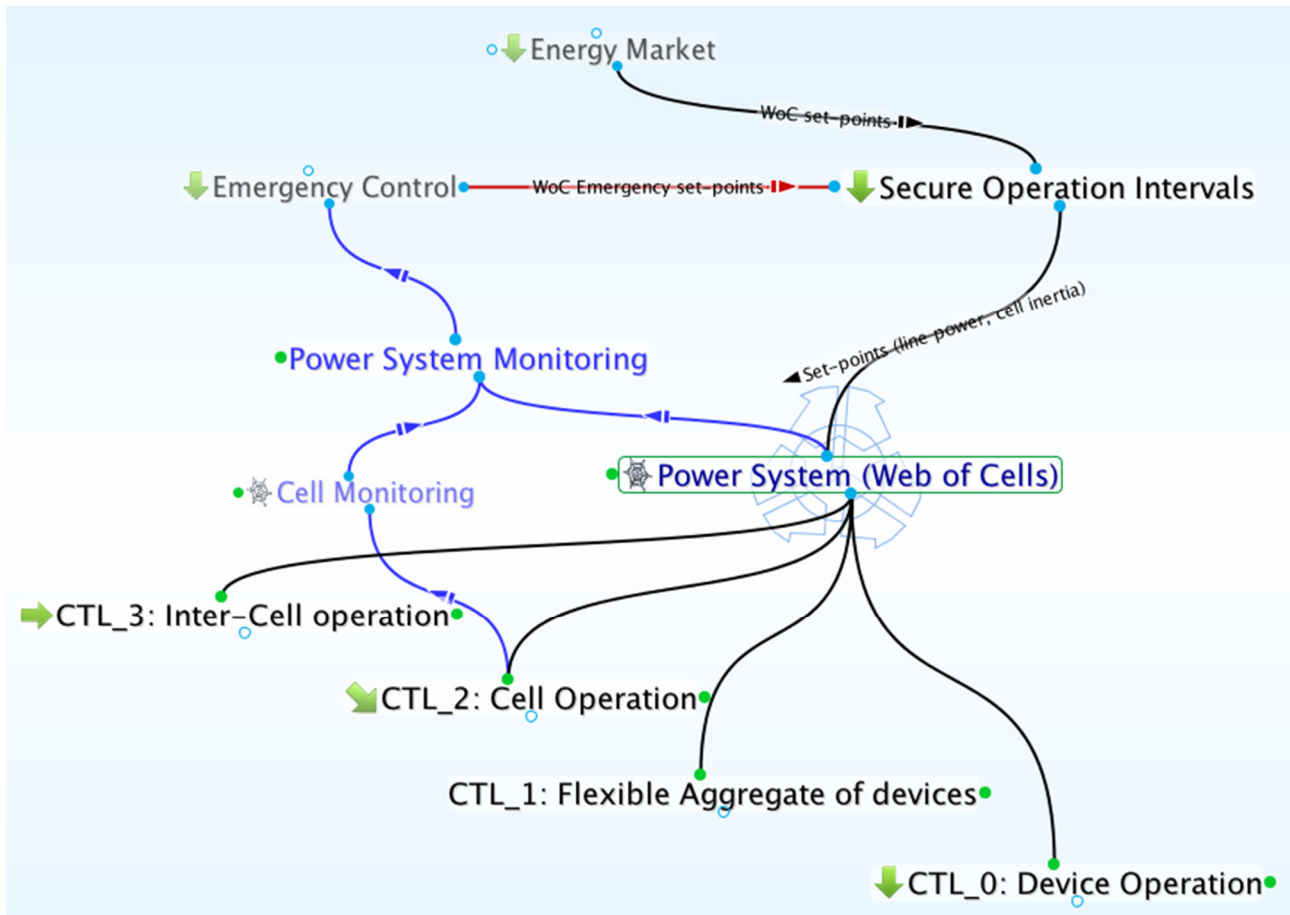 Energy Market
WoC set-points
Emergency Control
WoC Emergency set-points
Secure Operation Intervals
Set-points (line power, cell inertia)
Power System Monitoring
Power System (Web of Cells)
Cell Monitoring
CTL_3: Inter-Cell operation
CTL_2: Cell Operation
CTL_1: Flexible Aggregate of devices
CTL_0: Device Operation